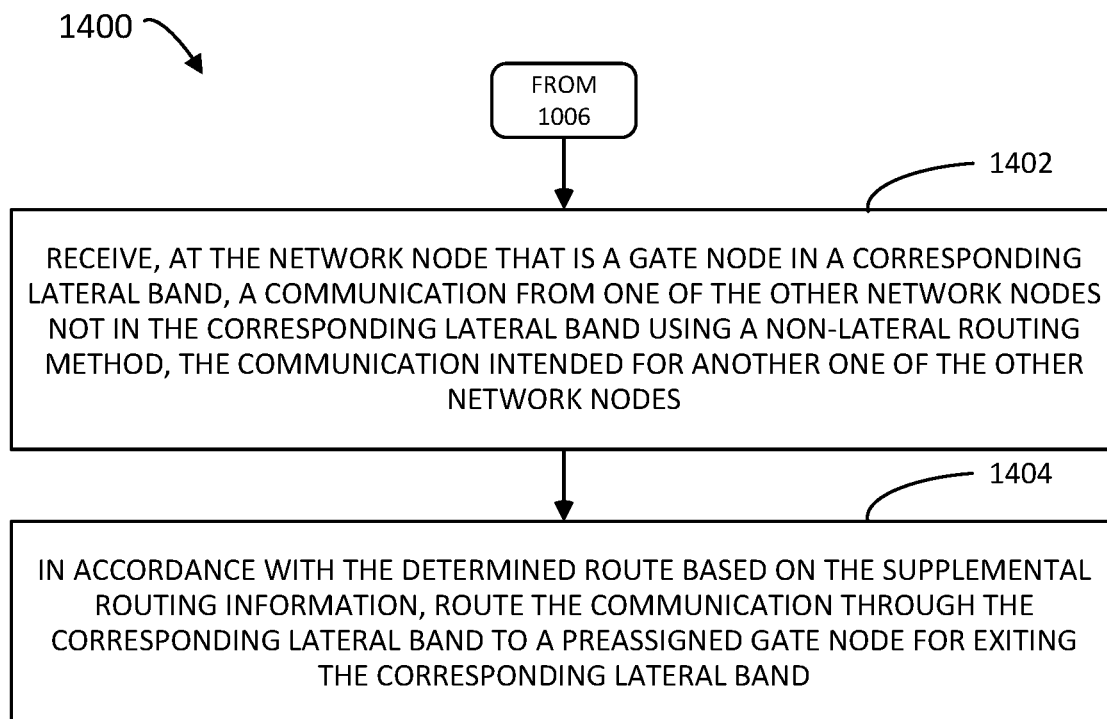 1400
FROM
1006
1402
RECEIVE, AT THE NETWORK NODE THAT IS A GATE NODE IN A CORRESPONDING
LATERAL BAND, A COMMUNICATION FROM ONE OF THE OTHER NETWORK NODES
NOT IN THE CORRESPONDING LATERAL BAND USING A NON-LATERAL ROUTING
METHOD, THE COMMUNICATION INTENDED FOR ANOTHER ONE OF THE OTHER
NETWORK NODES
1404
IN ACCORDANCE WITH THE DETERMINED ROUTE BASED ON THE SUPPLEMENTAL
ROUTING INFORMATION, ROUTE THE COMMUNICATION THROUGH THE
CORRESPONDING LATERAL BAND TO A PREASSIGNED GATE NODE FOR EXITING
THE CORRESPONDING LATERAL BAND